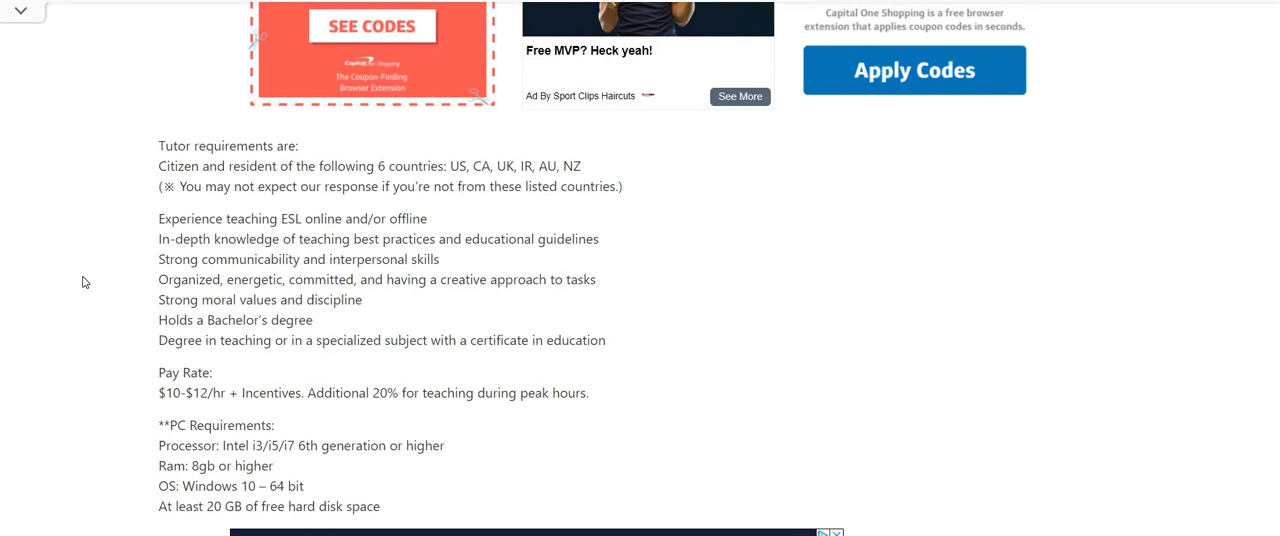 SEE CODES
Capital One Shopping
The Coupon-Finding
Browser Extension
Free MVP? Heck yeah!
Ad By Sport Clips Haircuts
See More
Capital One Shopping is a free browser
extension that applies coupon codes in seconds.
Apply Codes
Tutor requirements are:
Citizen and resident of the following 6 countries: US, CA, UK, IR, AU, NZ
(※ You may not expect our response if you’re not from these listed countries.)
Experience teaching ESL online and/or offline
In-depth knowledge of teaching best practices and educational guidelines
Strong communicability and interpersonal skills
Organized, energetic, committed, and having a creative approach to tasks
Strong moral values and discipline
Holds a Bachelor’s degree
Degree in teaching or in a specialized subject with a certificate in education
Pay Rate:
$10-$12/hr + Incentives. Additional 20% for teaching during peak hours.
**PC Requirements:
Processor: Intel i3/i5/i7 6th generation or higher
Ram: 8gb or higher
OS: Windows 10 – 64 bit
At least 20 GB of free hard disk space